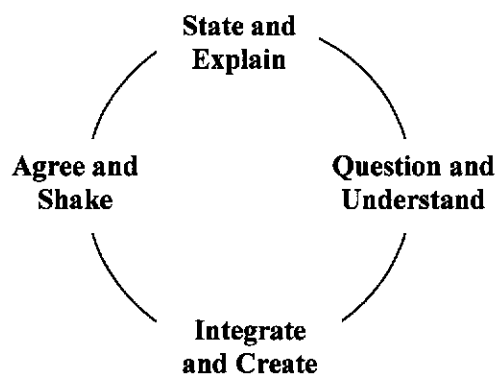 State and
Explain
Agree and
Shake
Question and
Understand
Integrate
and Create